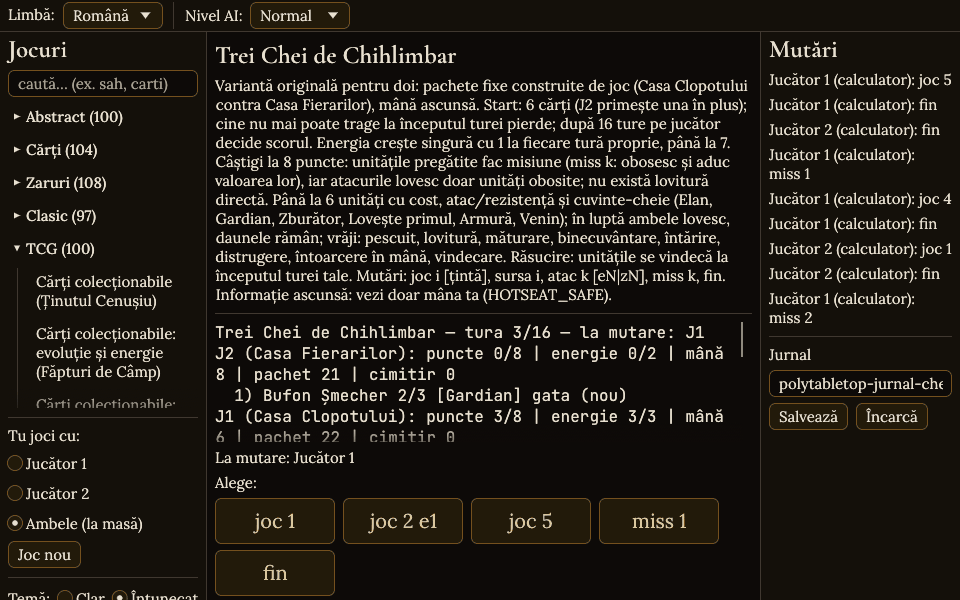 Limbă: Română ▼ Nivel AI: Normal ▼
Jocuri
caută... (ex. sah, carti)
▸ Abstract (100)
▸ Cărți (104)
▸ Zaruri (108)
▸ Clasic (97)
▾ TCG (100)
Cărți colecționabile
(Ținutul Cenușiu)
Cărți colecționabile:
evoluție și energie
(Făpturi de Câmp)
Cărți colecționabile:
Tu joci cu:
Jucător 1
Jucător 2
Ambele (la masă)
Joc nou
Temă: Clar Întunecat
Trei Chei de Chihlimbar
Variantă originală pentru doi: pachete fixe construite de joc (Casa Clopotului
contra Casa Fierarilor), mână ascunsă. Start: 6 cărți (J2 primește una în plus);
cine nu mai poate trage la începutul turei pierde; după 16 ture pe jucător
decide scorul. Energia crește singură cu 1 la fiecare tură proprie, până la 7.
Câștigi la 8 puncte: unitățile pregătite fac misiune (miss k: obosesc și aduc
valoarea lor), iar atacurile lovesc doar unități obosite; nu există lovitură
directă. Până la 6 unități cu cost, atac/rezistență și cuvinte-cheie (Elan,
Gardian, Zburător, Lovește primul, Armură, Venin); în luptă ambele lovesc,
daunele rămân; vrăji: pescuit, lovitură, măturare, binecuvântare, întărire,
distrugere, întoarcere în mână, vindecare. Răsucire: unitățile se vindecă la
începutul turei tale. Mutări: joc i [țintă], sursa i, atac k [eN|zN], miss k, fin.
Informație ascunsă: vezi doar mâna ta (HOTSEAT_SAFE).
Trei Chei de Chihlimbar — tura 3/16 — la mutare: J1
J2 (Casa Fierarilor): puncte 0/8 | energie 0/2 | mână
8 | pachet 21 | cimitir 0
1) Bufon Șmecher 2/3 [Gardian] gata (nou)
J1 (Casa Clopotului): puncte 3/8 | energie 3/3 | mână
6 | pachet 22 | cimitir 0
La mutare: Jucător 1
Alege:
joc 1 joc 2 e1 joc 5 miss 1
fin
Mutări
Jucător 1 (calculator): joc 5
Jucător 1 (calculator): fin
Jucător 2 (calculator): fin
Jucător 1 (calculator):
miss 1
Jucător 1 (calculator): joc 4
Jucător 1 (calculator): fin
Jucător 2 (calculator): joc 1
Jucător 2 (calculator): fin
Jucător 1 (calculator):
miss 2
Jurnal
polytabletop-jurnal-che
Salvează Încarcă